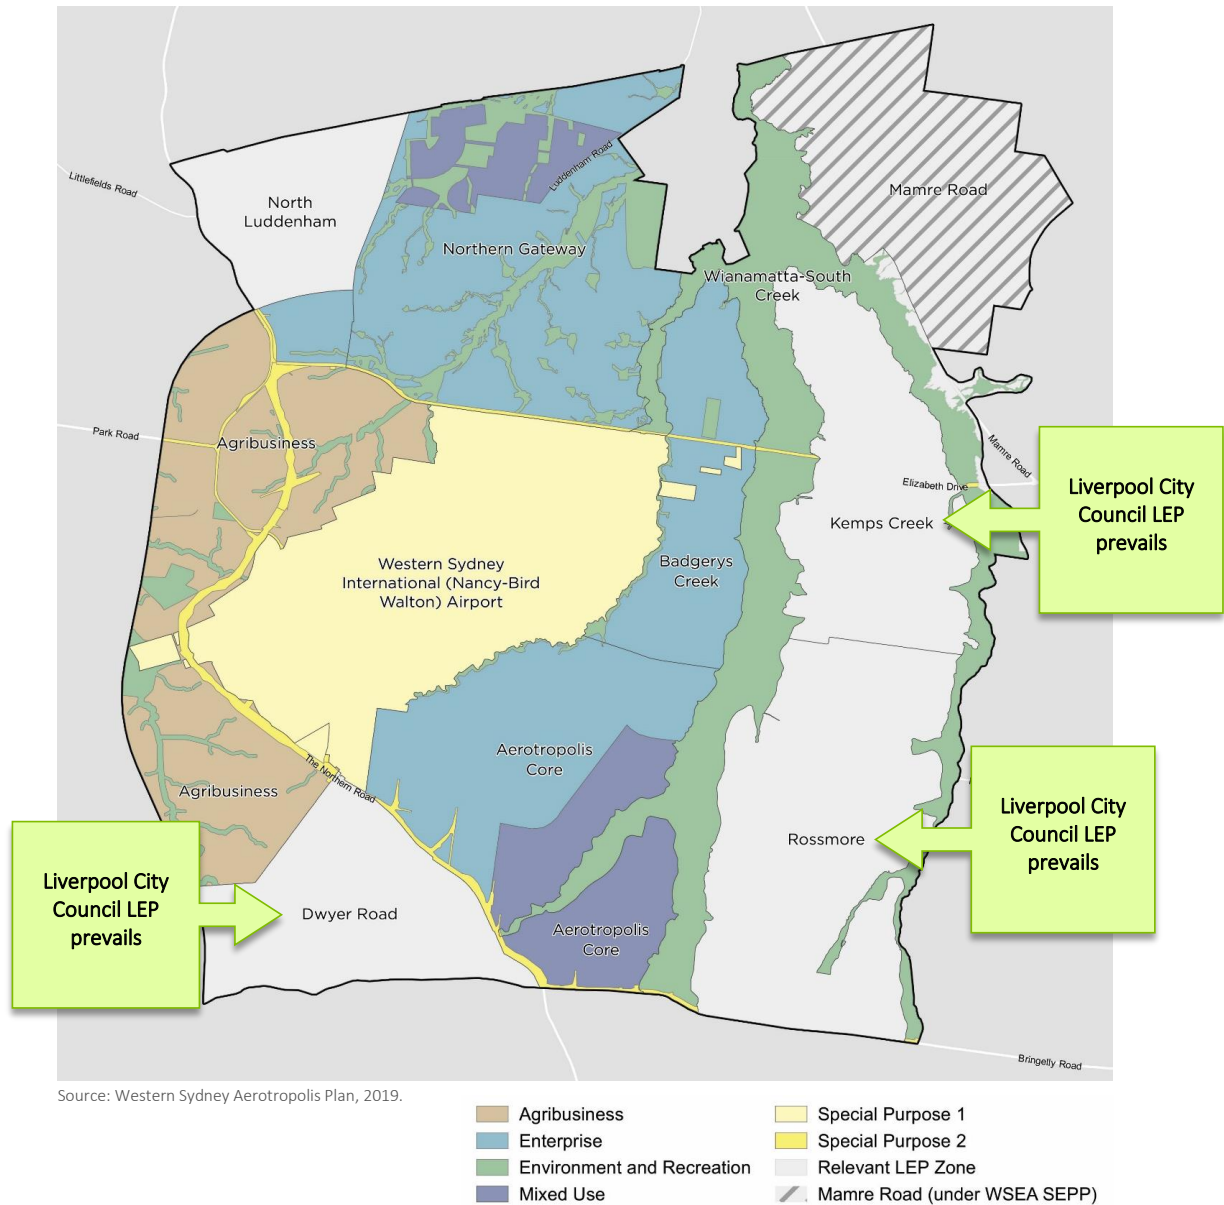 Littlefields Road
North
Luddenham
Luddenham Road
Northern Gateway
Mamre Road
Wianamatta-South
Creek
Park Road
Agribusiness
Mamre Road
Elizabeth Drive
Kemps Creek
Liverpool City
Council LEP
prevails
Western Sydney
International (Nancy-Bird
Walton) Airport
Badgerys
Creek
Aerotropolis
Core
The Northern Road
Agribusiness
Rossmore
Liverpool City
Council LEP
prevails
Liverpool City
Council LEP
prevails
Dwyer Road
Aerotropolis
Core
Bringelly Road
Source: Western Sydney Aerotropolis Plan, 2019.
Agribusiness
Enterprise
Environment and Recreation
Mixed Use
Special Purpose 1
Special Purpose 2
Relevant LEP Zone
Mamre Road (under WSEA SEPP)